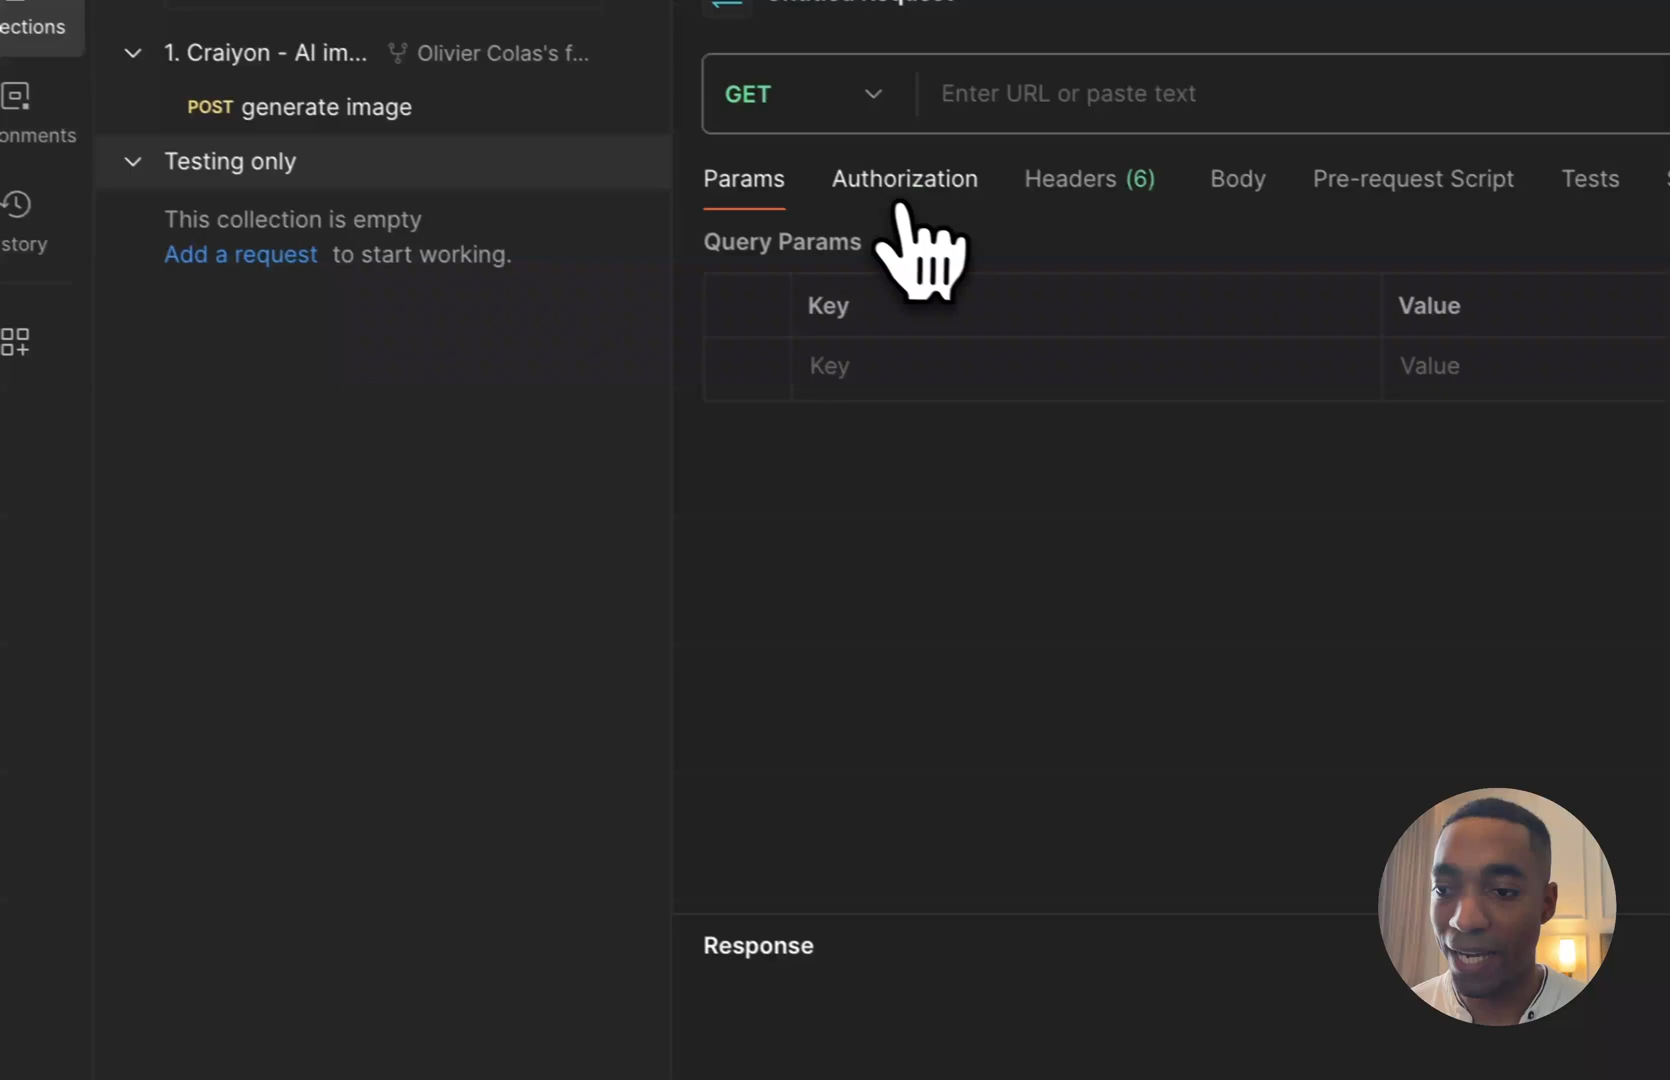 ections
1. Craiyon - AI im... Olivier Colas's f...
POST generate image
onments
Testing only
This collection is empty
story
Add a request to start working.
GET Enter URL or paste text
Params Authorization Headers (6) Body Pre-request Script Tests
Query Params
Key Value
Key Value
Response